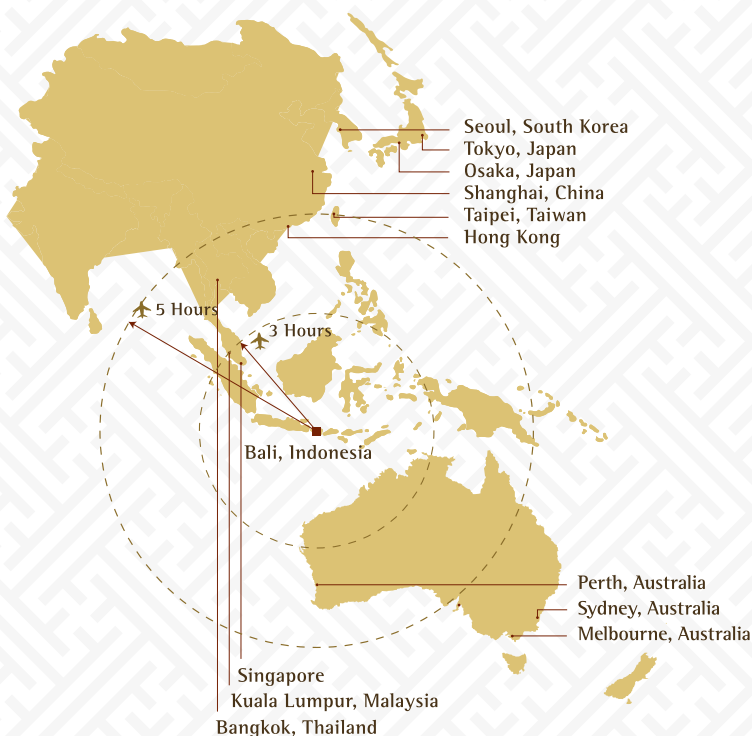 Seoul, South Korea
Tokyo, Japan
Osaka, Japan
Shanghai, China
Taipei, Taiwan
Hong Kong
5 Hours
3 Hours
Bali, Indonesia
Perth, Australia
Sydney, Australia
Melbourne, Australia
Singapore
Kuala Lumpur, Malaysia
Bangkok, Thailand